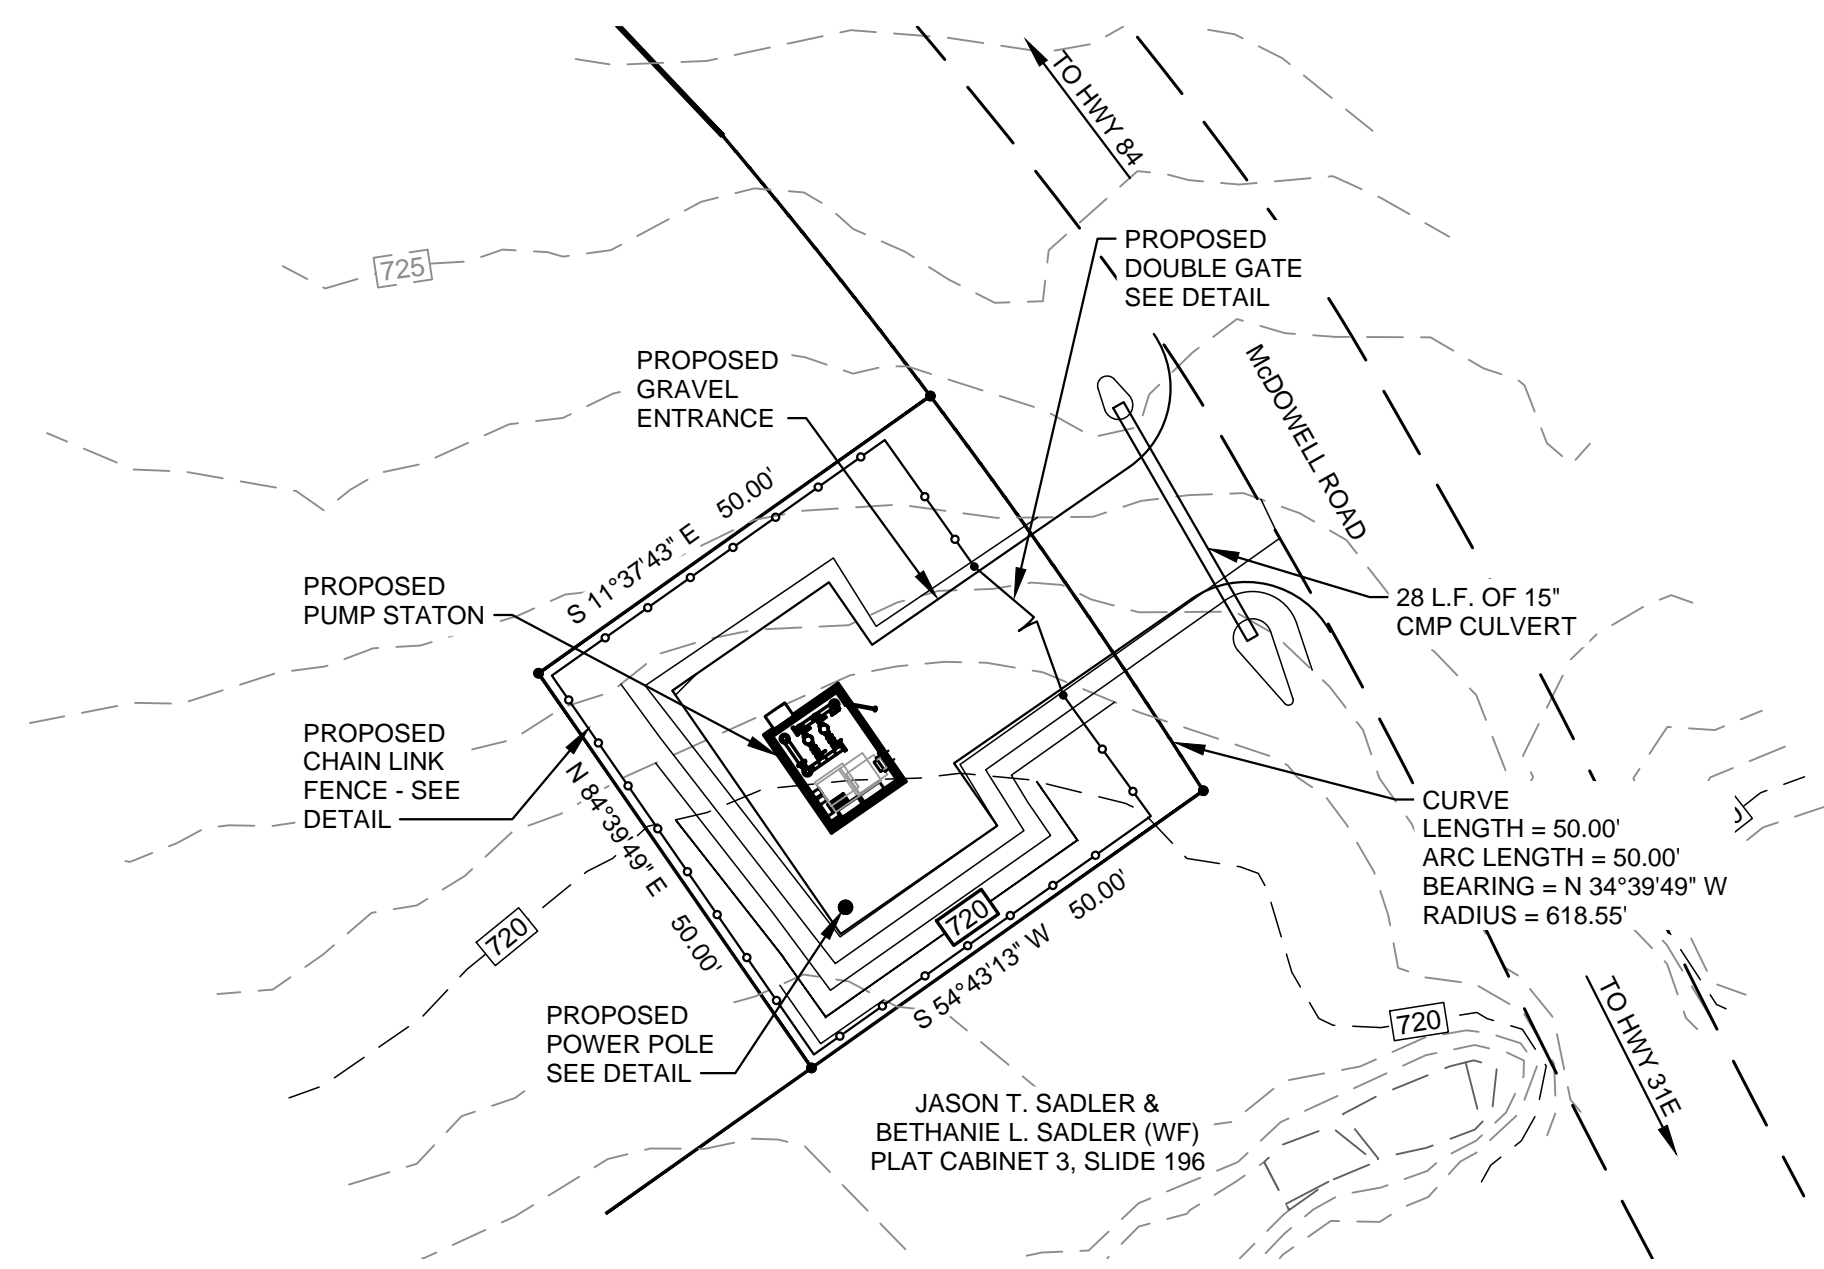 TO HWY 84
725
PROPOSED
DOUBLE GATE
SEE DETAIL
PROPOSED
GRAVEL
ENTRANCE
McDOWELL ROAD
S 11°37'43" E 50.00'
PROPOSED
PUMP STATON
28 L.F. OF 15"
CMP CULVERT
PROPOSED
CHAIN LINK
FENCE - SEE
DETAIL
N 84°39'49" E 50.00'
CURVE
LENGTH = 50.00'
ARC LENGTH = 50.00'
BEARING = N 34°39'49" W
RADIUS = 618.55'
720
720
S 54°43'13" W 50.00'
PROPOSED
POWER POLE
SEE DETAIL
720
TO HWY 31E
JASON T. SADLER &
BETHANIE L. SADLER (WF)
PLAT CABINET 3, SLIDE 196